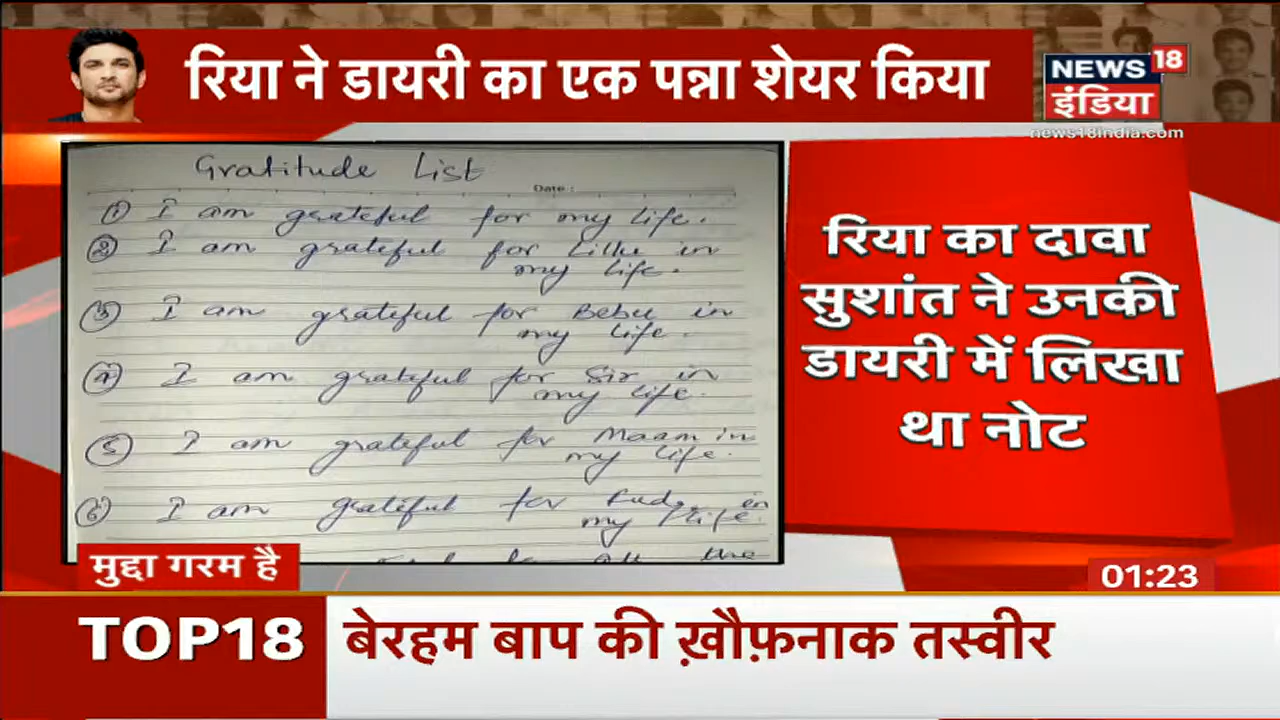 रिया ने डायरी का एक पन्ना शेयर किया
NEWS 18
इंडिया
news18india.com
Gratitude List
Date :
① I am grateful for my life.
② I am grateful for Lillu in
my life.
③ I am grateful for Bebu in
my life.
④ I am grateful for Sir in
my life.
⑤ I am grateful for Maam in
my life.
⑥ I am grateful for Fudge in
my life.
all the
रिया का दावा
सुशांत ने उनकी
डायरी में लिखा
था नोट
मुद्दा गरम है
01:23
TOP18
बेरहम बाप की ख़ौफ़नाक तस्वीर